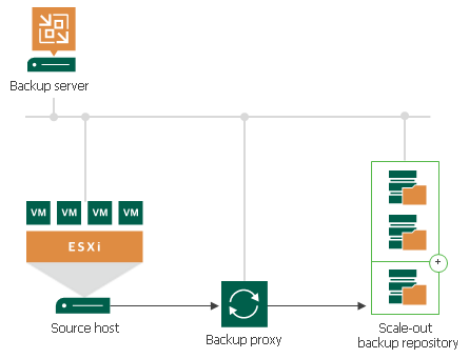 Backup server
VM VM VM VM
ESXi
Source host
Backup proxy
Scale-out
backup repository